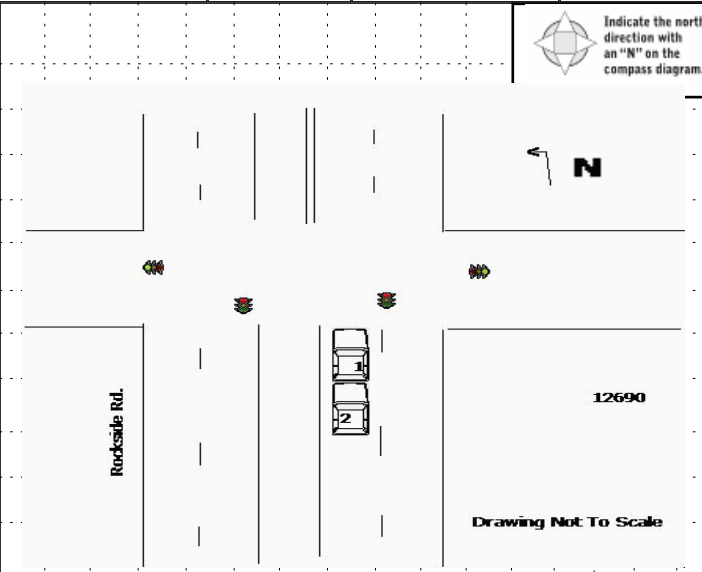 Indicate the north
direction with
an "N" on the
compass diagram.
N
1
2
12690
Rockside Rd.
Drawing Not To Scale